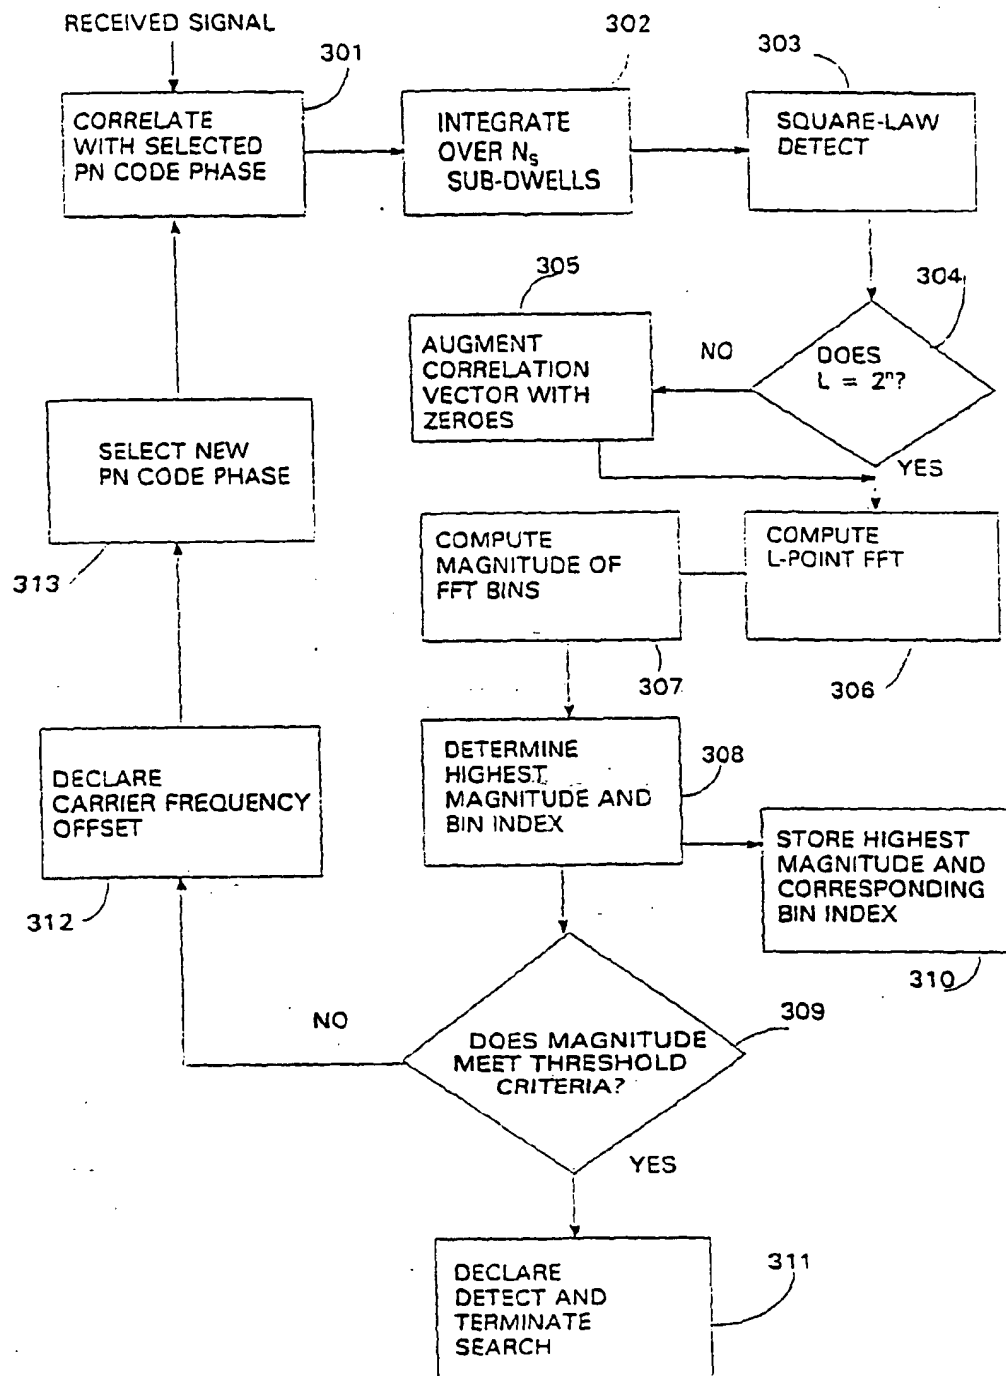 RECEIVED SIGNAL
301
302
303
CORRELATE
WITH SELECTED
PN CODE PHASE
INTEGRATE
OVER Ns
SUB-DWELLS
SQUARE-LAW
DETECT
305
304
AUGMENT
CORRELATION
VECTOR WITH
ZEROES
NO
DOES
L = 2ⁿ?
YES
SELECT NEW
PN CODE PHASE
313
COMPUTE
MAGNITUDE OF
FFT BINS
COMPUTE
L-POINT FFT
307
306
DECLARE
CARRIER FREQUENCY
OFFSET
312
DETERMINE
HIGHEST
MAGNITUDE AND
BIN INDEX
308
STORE HIGHEST
MAGNITUDE AND
CORRESPONDING
BIN INDEX
310
NO
DOES MAGNITUDE
MEET THRESHOLD
CRITERIA?
309
YES
DECLARE
DETECT AND
TERMINATE
SEARCH
311